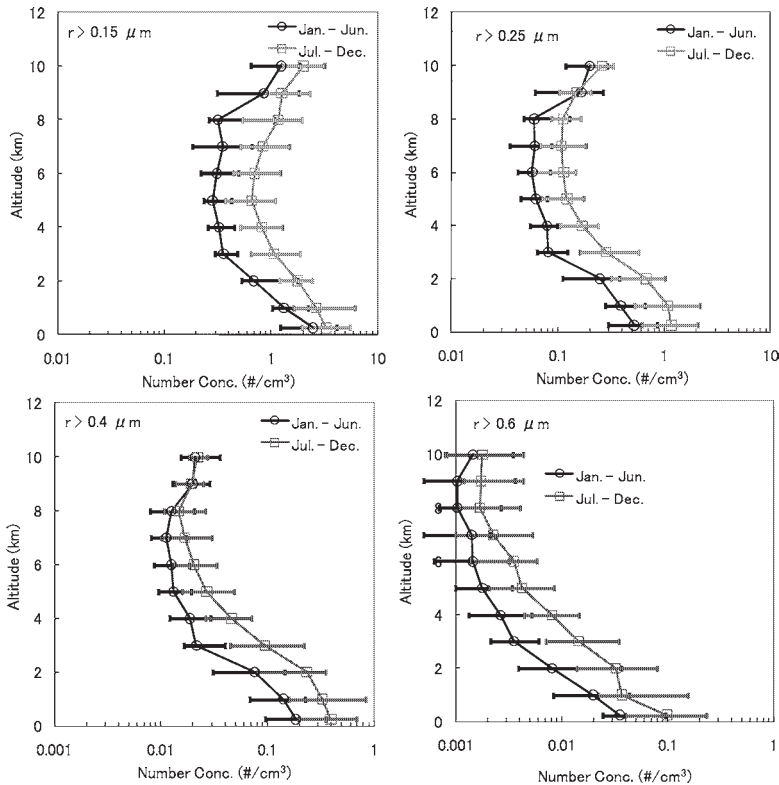 r > 0.15 μm
Jan. - Jun.
Jul. - Dec.
12
10
8
6
4
2
0
Altitude (km)
0.01 0.1 1 10
Number Conc. (#/cm³)
r > 0.25 μm
Jan. - Jun.
Jul. - Dec.
12
10
8
6
4
2
0
Altitude (km)
0.01 0.1 1 10
Number Conc. (#/cm³)
r > 0.4 μm
Jan. - Jun.
Jul. - Dec.
12
10
8
6
4
2
0
Altitude (km)
0.001 0.01 0.1 1
Number Conc. (#/cm³)
r > 0.6 μm
Jan. - Jun.
Jul. - Dec.
12
10
8
6
4
2
0
Altitude (km)
0.001 0.01 0.1 1
Number Conc. (#/cm³)